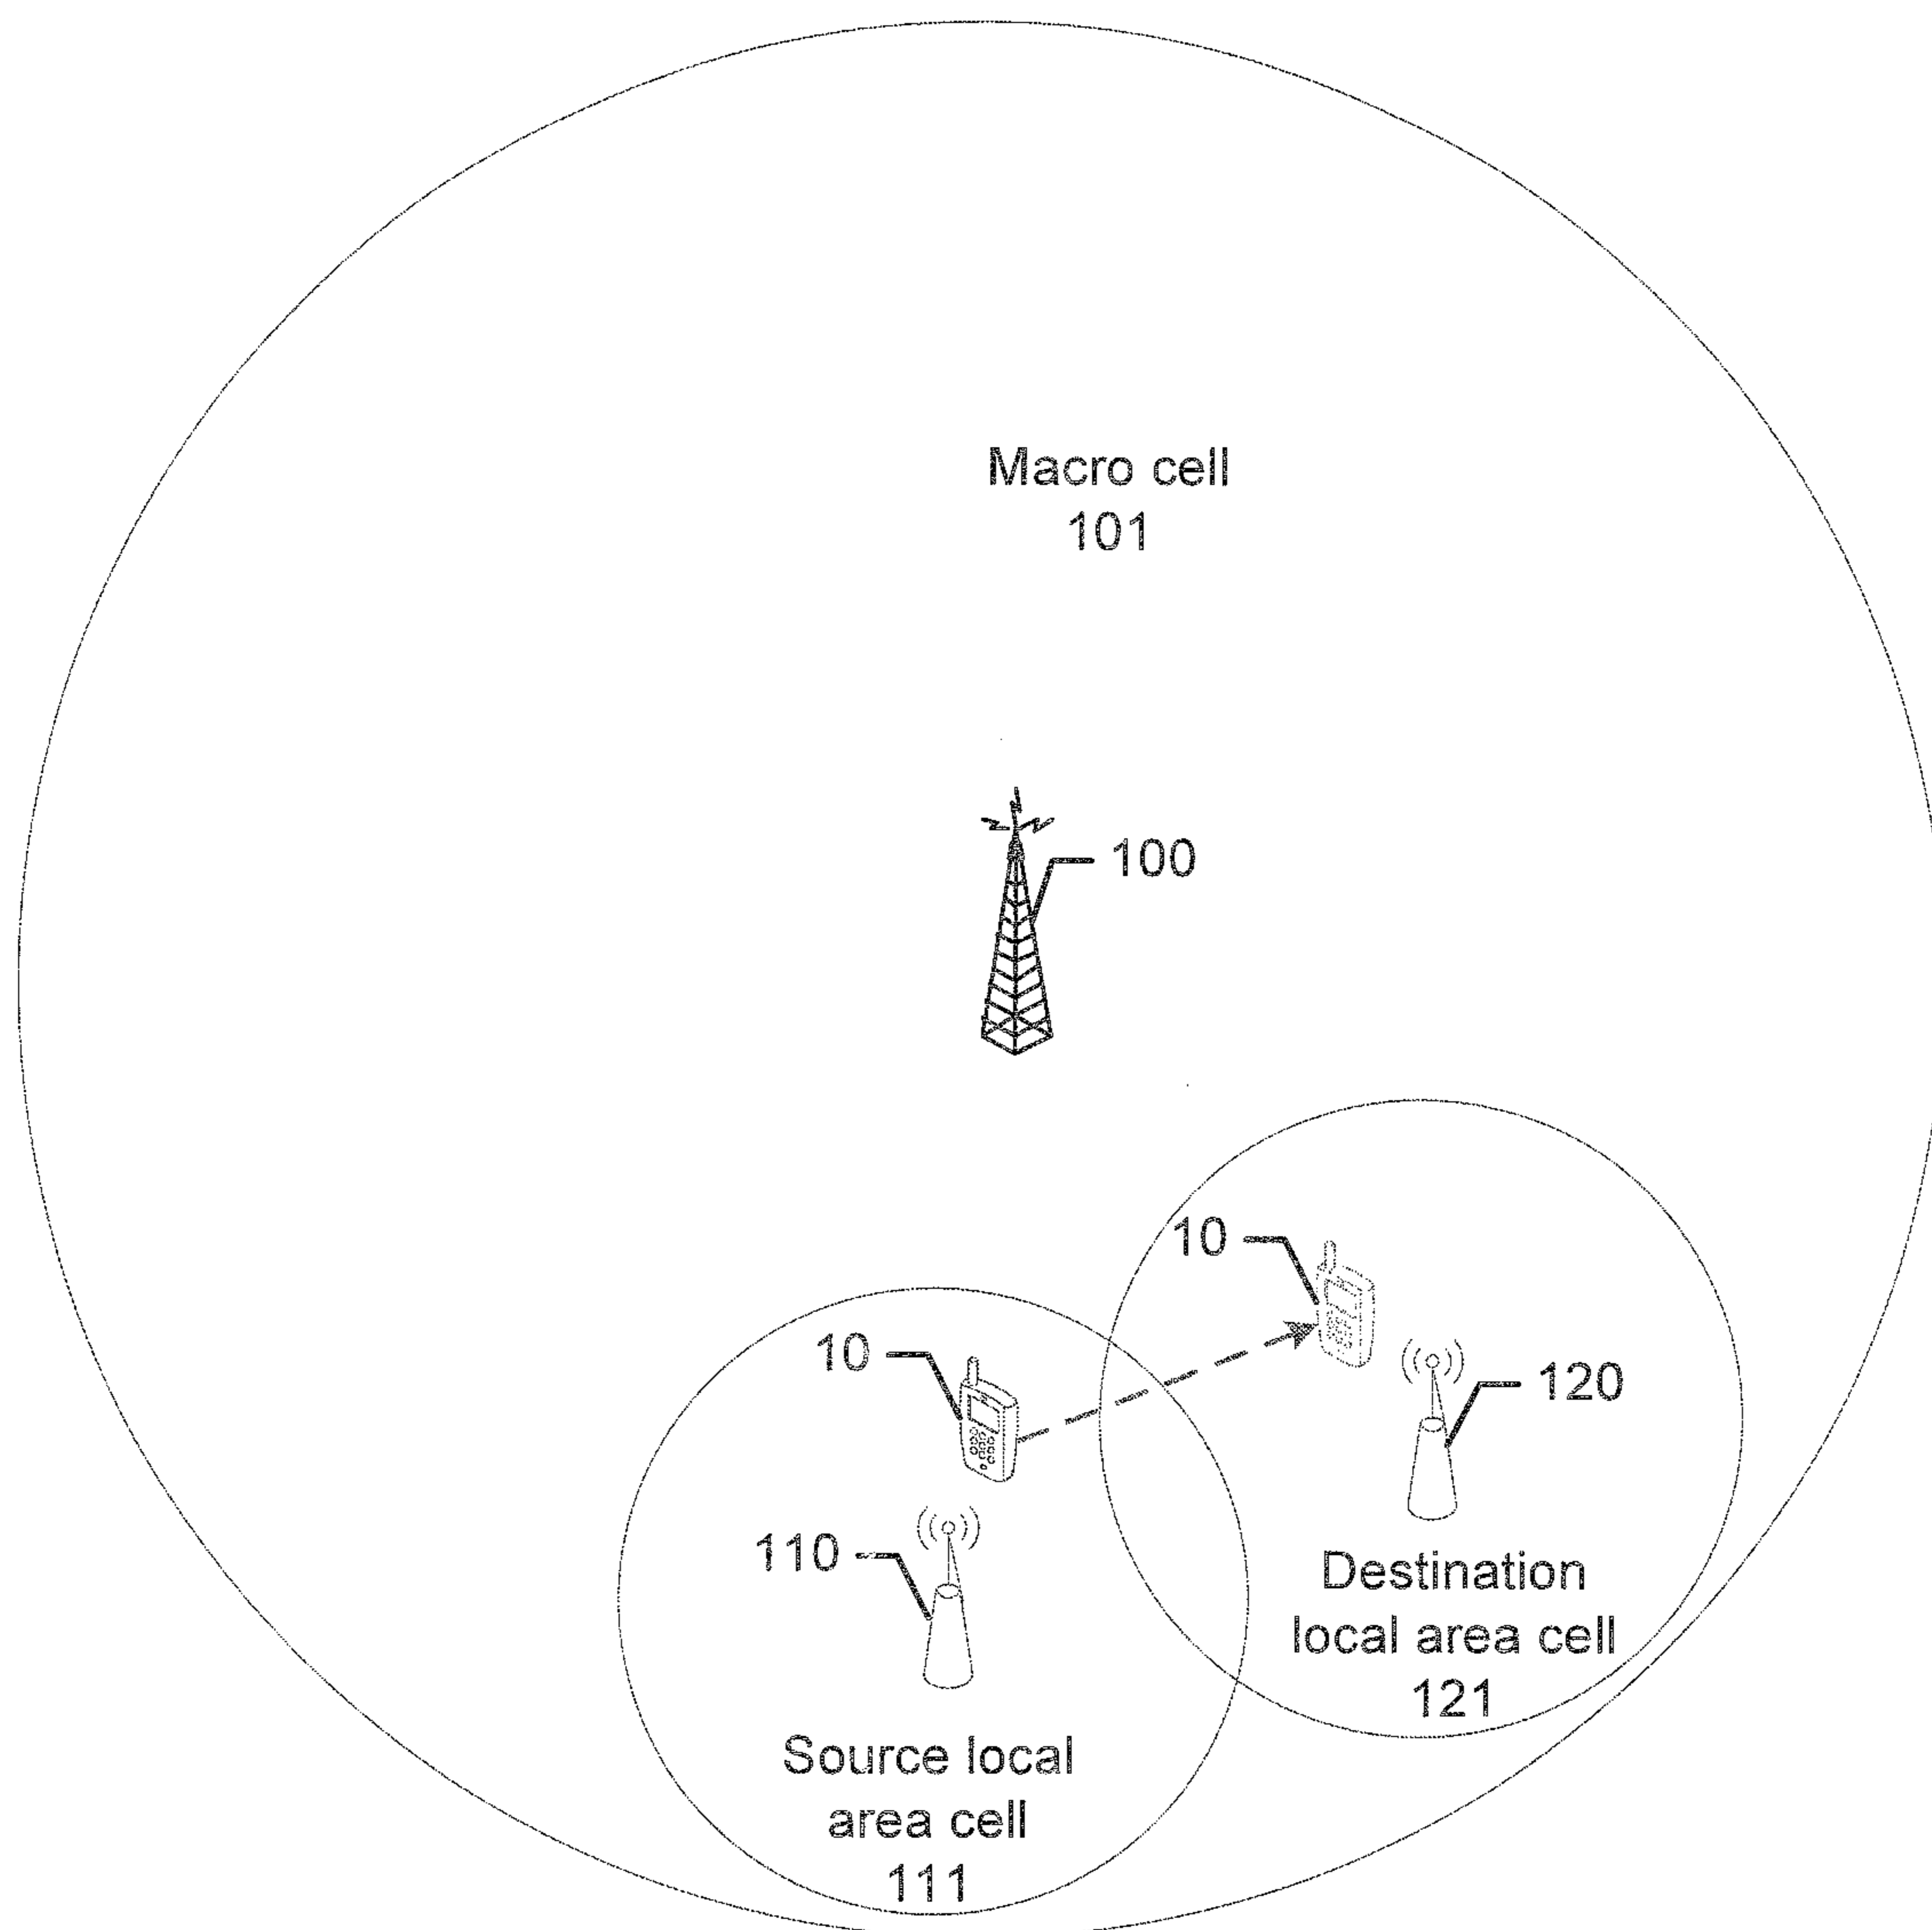 Macro cell
101
100
10
10
120
110
Destination
local area cell
121
Source local
area cell
111